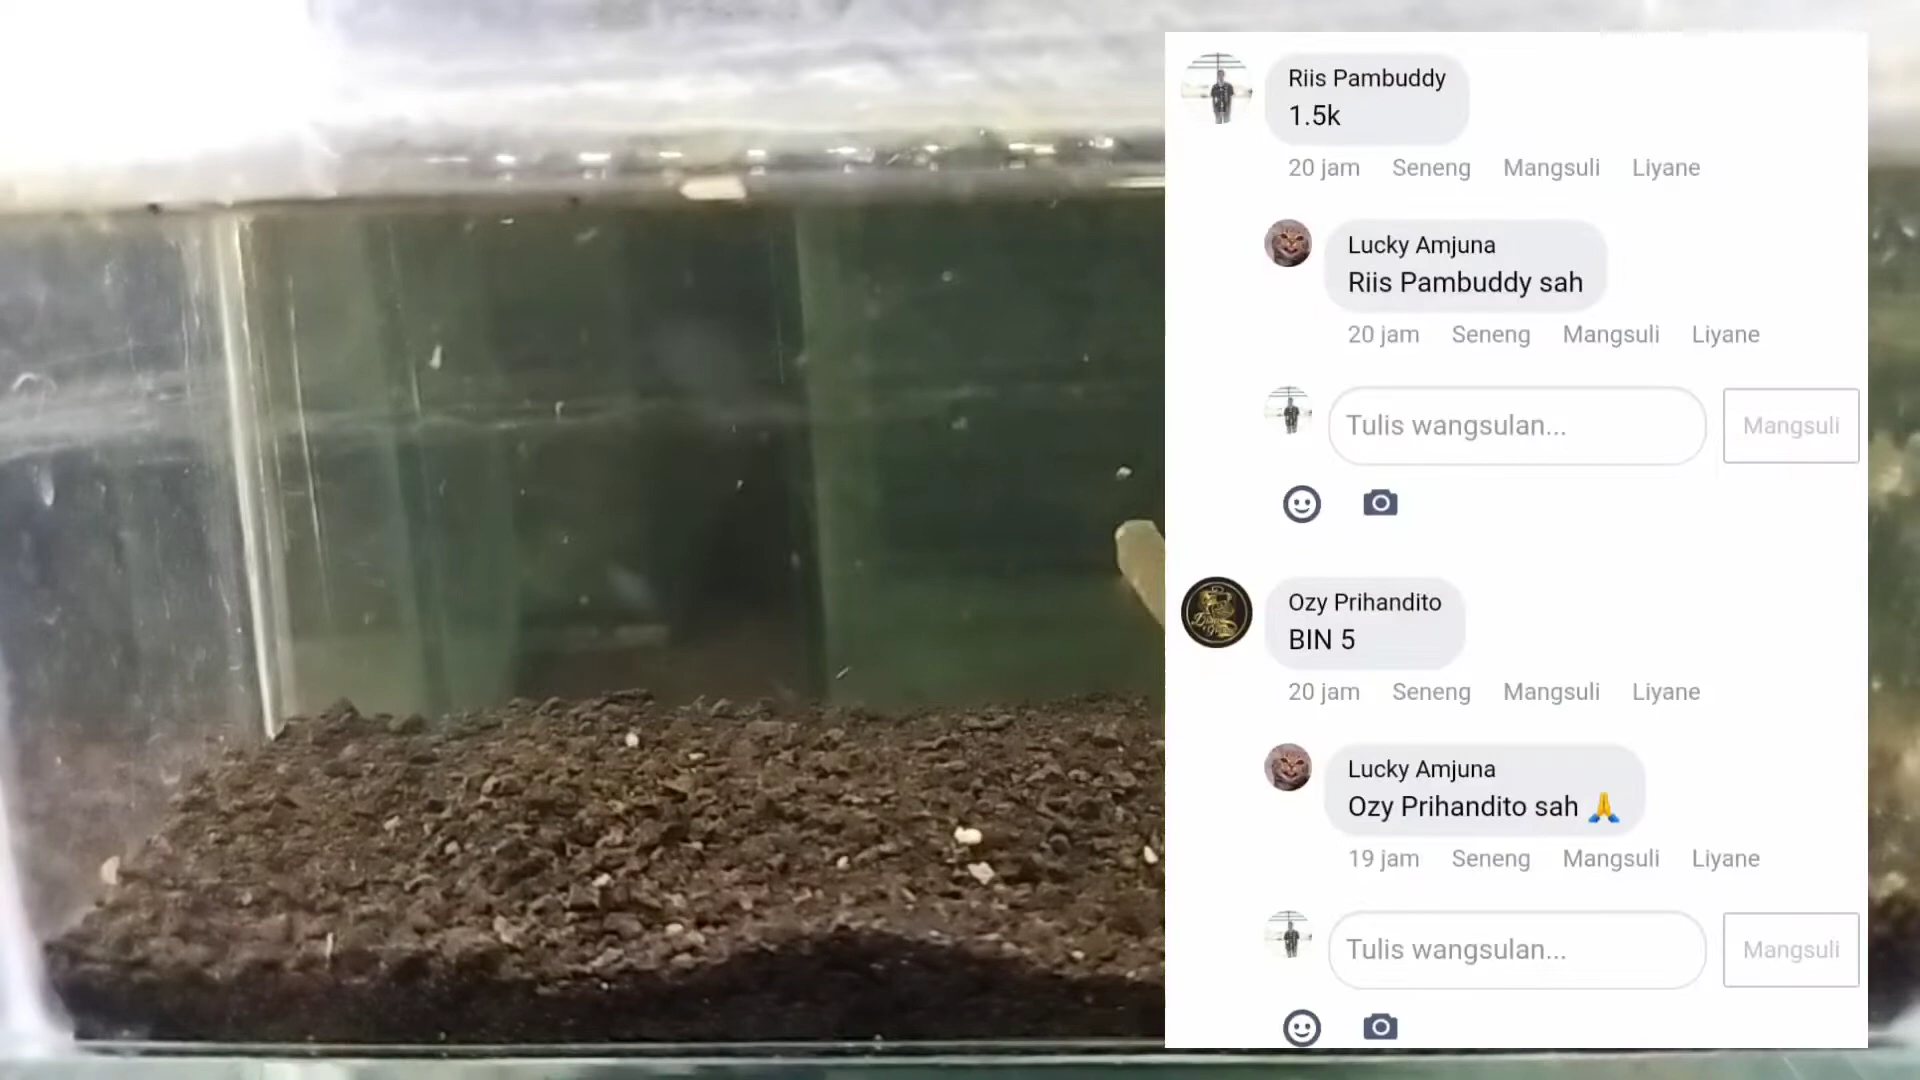 Riis Pambuddy
1.5k
20 jam Seneng Mangsuli Liyane
Lucky Amjuna
Riis Pambuddy sah
20 jam Seneng Mangsuli Liyane
Tulis wangsulan... Mangsuli
Ozy Prihandito
BIN 5
20 jam Seneng Mangsuli Liyane
Lucky Amjuna
Ozy Prihandito sah 🙏
19 jam Seneng Mangsuli Liyane
Tulis wangsulan... Mangsuli